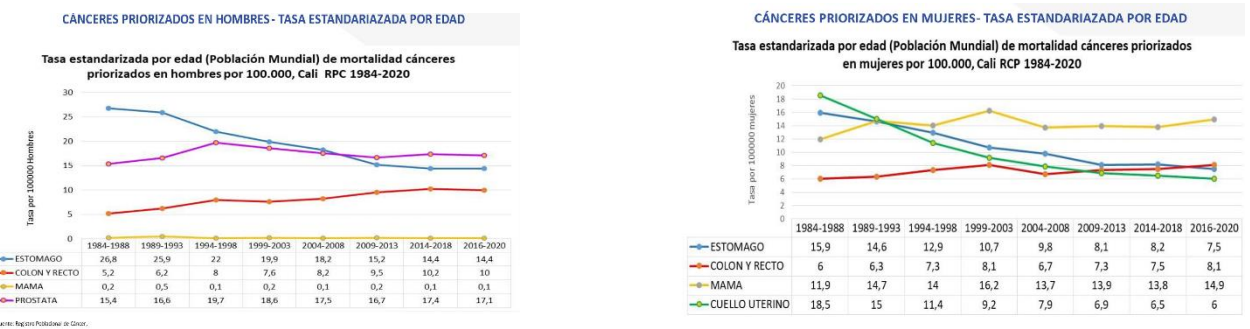 CÁNCERES PRIORIZADOS EN HOMBRES - TASA ESTANDARIZADA POR EDAD
Tasa estandarizada por edad (Población Mundial) de mortalidad cánceres
priorizados en hombres por 100.000, Cali RPC 1984-2020
Tasa por 100000 Hombres
30
25
20
15
10
5
0
1984-1988 1989-1993 1994-1998 1999-2003 2004-2008 2009-2013 2014-2018 2016-2020
ESTOMAGO 26,8 25,9 22 19,9 18,2 15,2 14,4 14,4
COLON Y RECTO 5,2 6,2 8 7,6 8,2 9,5 10,2 10
MAMA 0,2 0,5 0,1 0,2 0,1 0,2 0,1 0,1
PROSTATA 15,4 16,6 19,7 18,6 17,5 16,7 17,4 17,1
uente: Registro Poblacional de Cáncer.
CÁNCERES PRIORIZADOS EN MUJERES- TASA ESTANDARIAZADA POR EDAD
Tasa estandarizada por edad (Población Mundial) de mortalidad cánceres priorizados
en mujeres por 100.000, Cali RCP 1984-2020
Tasa por 100000 mujeres
20
18
16
14
12
10
8
6
4
2
0
1984-1988 1989-1993 1994-1998 1999-2003 2004-2008 2009-2013 2014-2018 2016-2020
ESTOMAGO 15,9 14,6 12,9 10,7 9,8 8,1 8,2 7,5
COLON Y RECTO 6 6,3 7,3 8,1 6,7 7,3 7,5 8,1
MAMA 11,9 14,7 14 16,2 13,7 13,9 13,8 14,9
CUELLO UTERINO 18,5 15 11,4 9,2 7,9 6,9 6,5 6